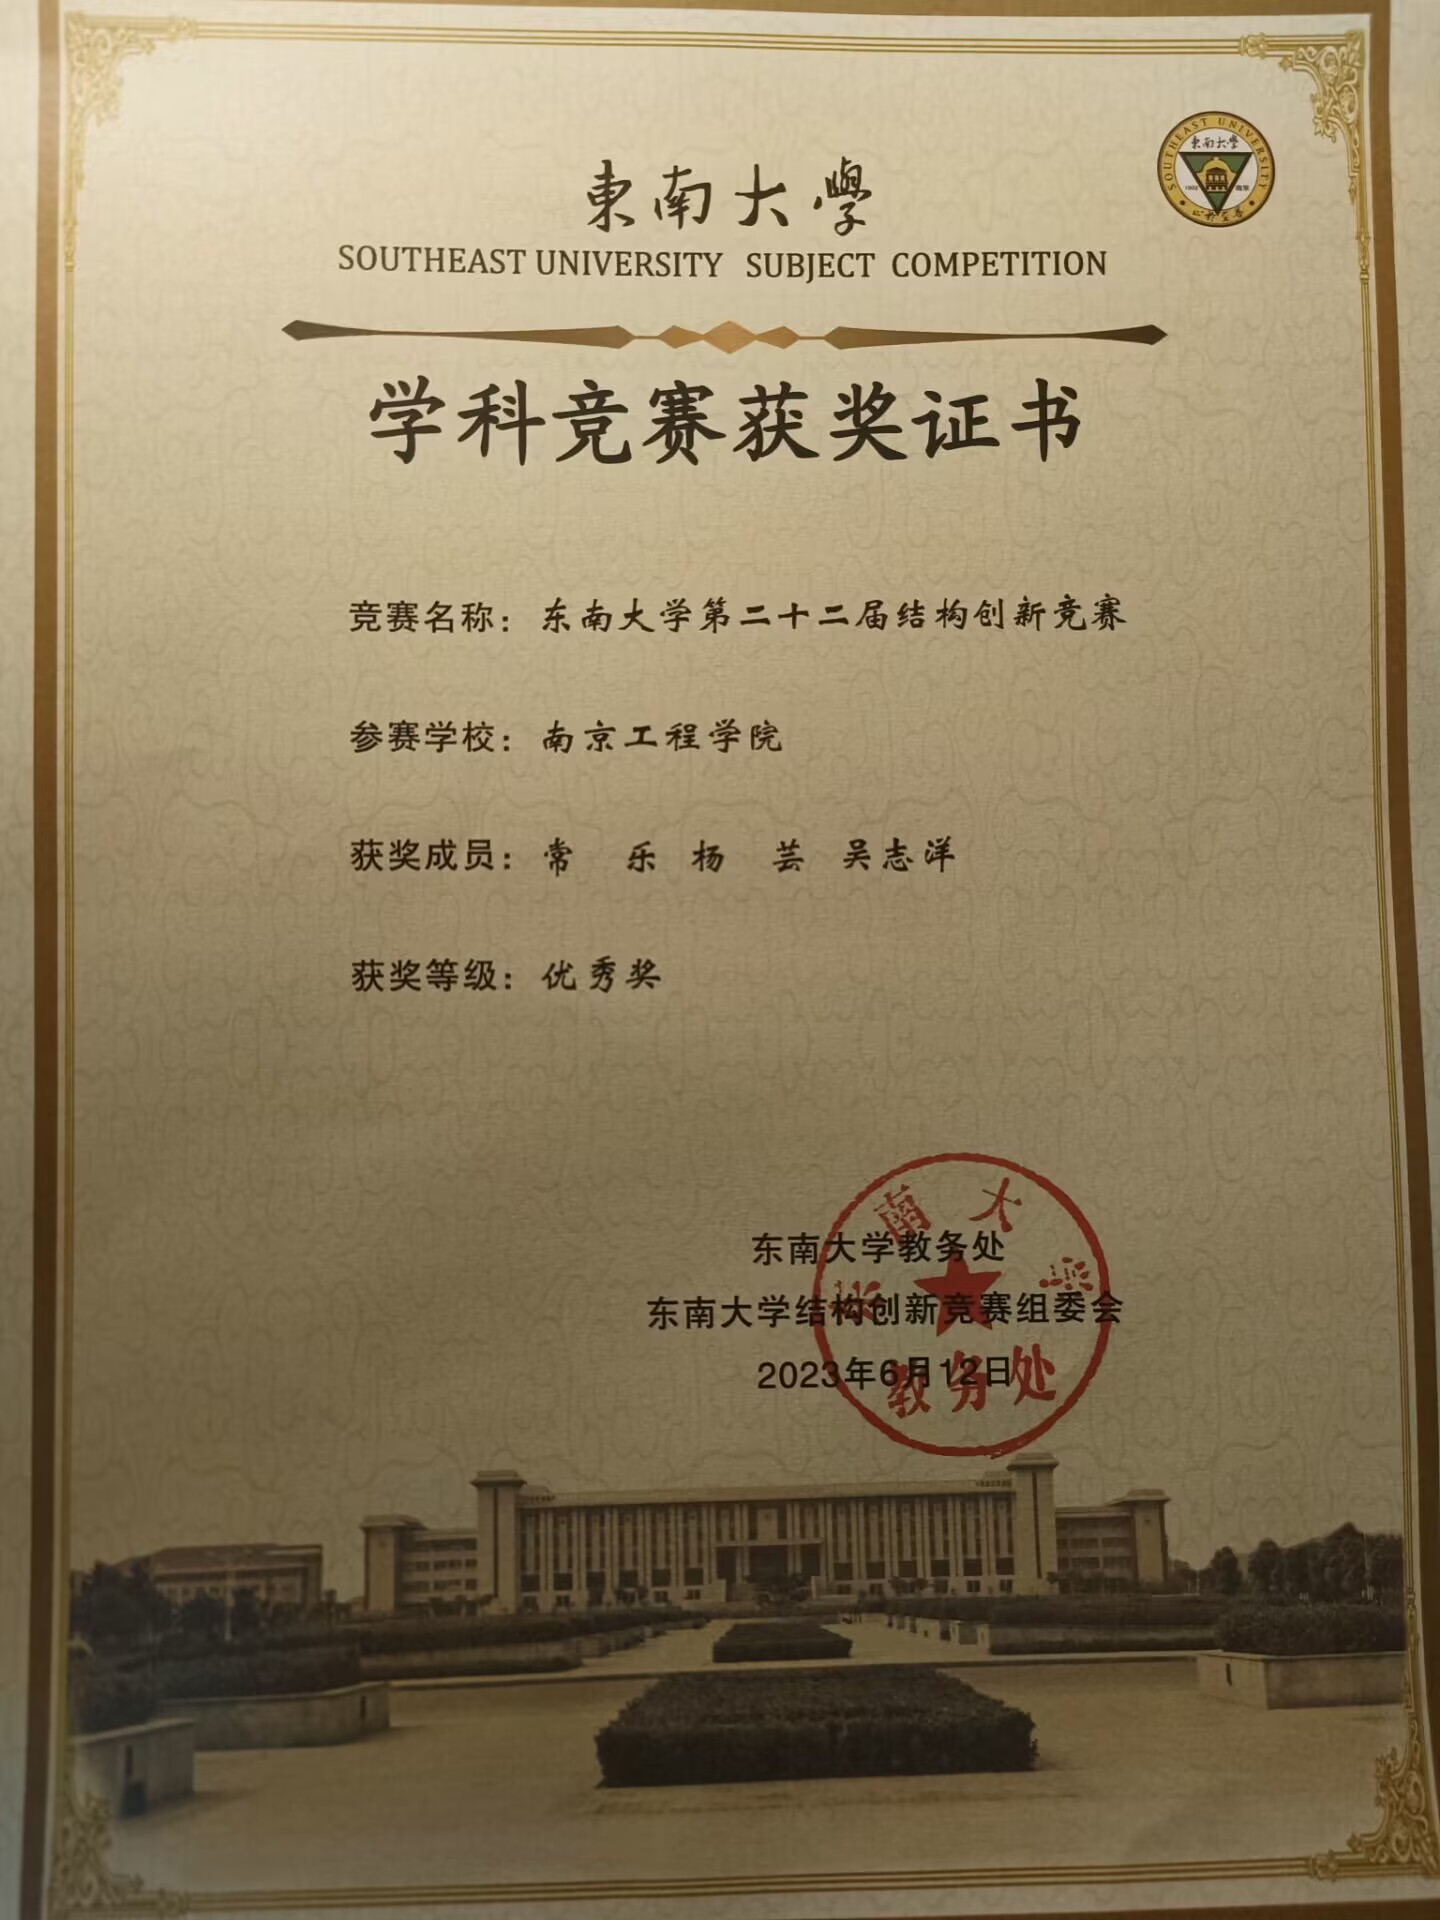 東南大學
SOUTHEAST UNIVERSITY SUBJECT COMPETITION
SOUTHEAST UNIVERSITY
東南大學
1902 南京
止於至善
学科竞赛获奖证书
竞赛名称：东南大学第二十二届结构创新竞赛
参赛学校：南京工程学院
获奖成员：常 乐 杨 芸 吴志洋
获奖等级：优秀奖
东南大学教务处
东南大学结构创新竞赛组委会
2023年6月12日
东南大学
教务处